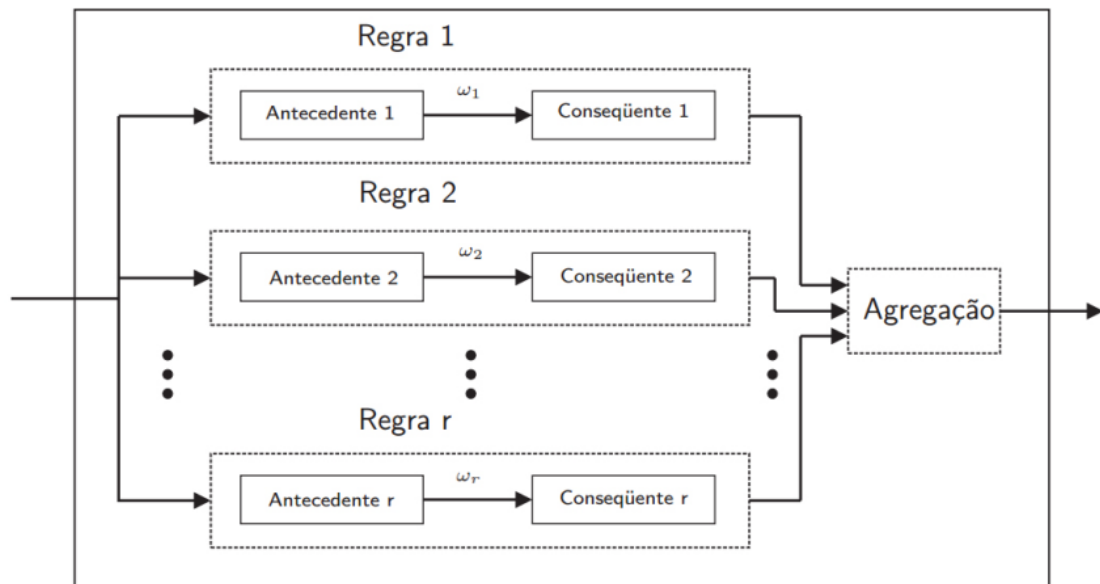 Regra 1
Antecedente 1
ω₁
Conseqüente 1
Regra 2
Antecedente 2
ω₂
Conseqüente 2
Agregação
Regra r
Antecedente r
ωᵣ
Conseqüente r